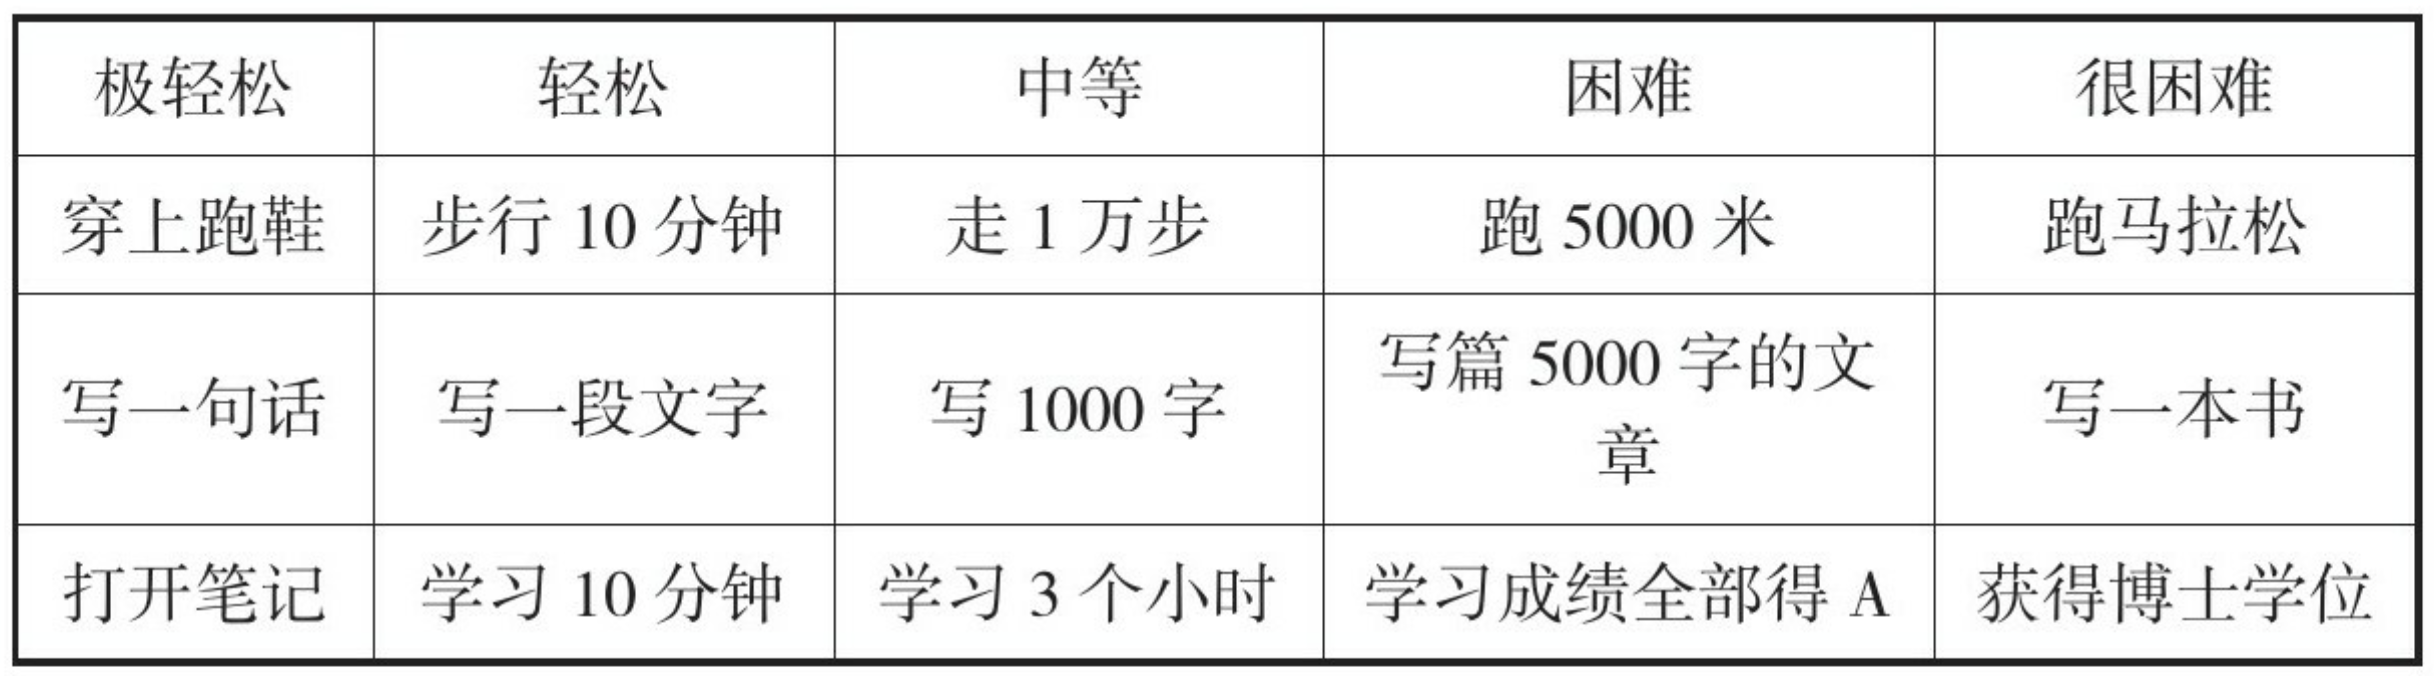 极轻松 轻松 中等 困难 很困难
穿上跑鞋 步行 10 分钟 走 1 万步 跑 5000 米 跑马拉松
写一句话 写一段文字 写 1000 字 写篇 5000 字的文 写一本书
章
打开笔记 学习 10 分钟 学习 3 个小时 学习成绩全部得 A 获得博士学位